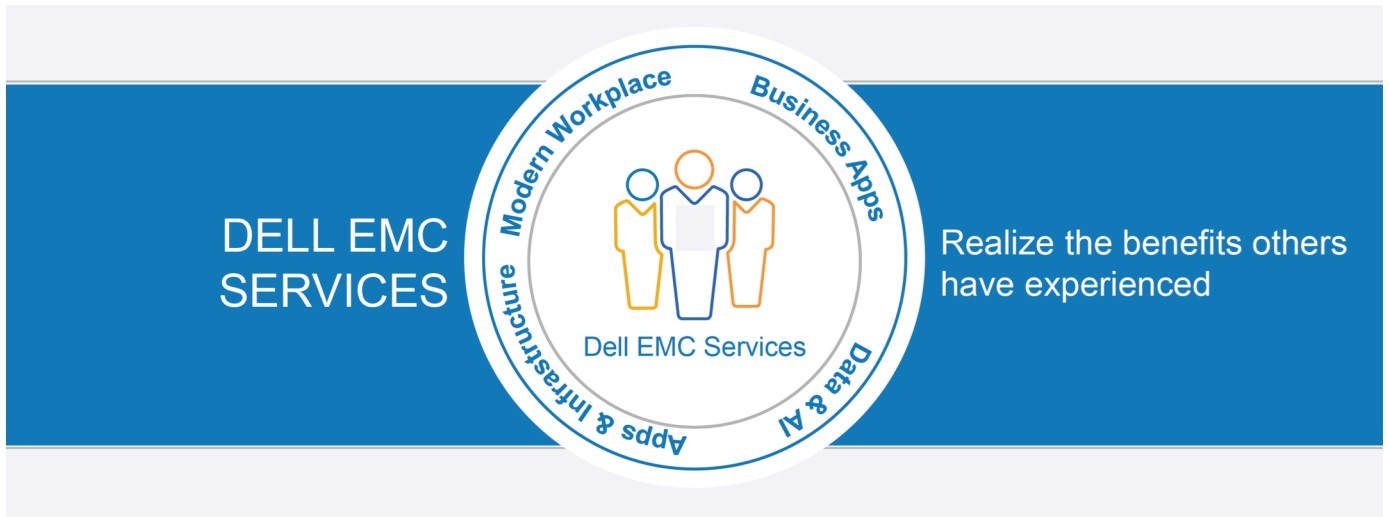 DELL EMC
SERVICES
Modern Workplace
Business Apps
Apps & Infrastructure
Data & AI
Dell EMC Services
Realize the benefits others
have experienced